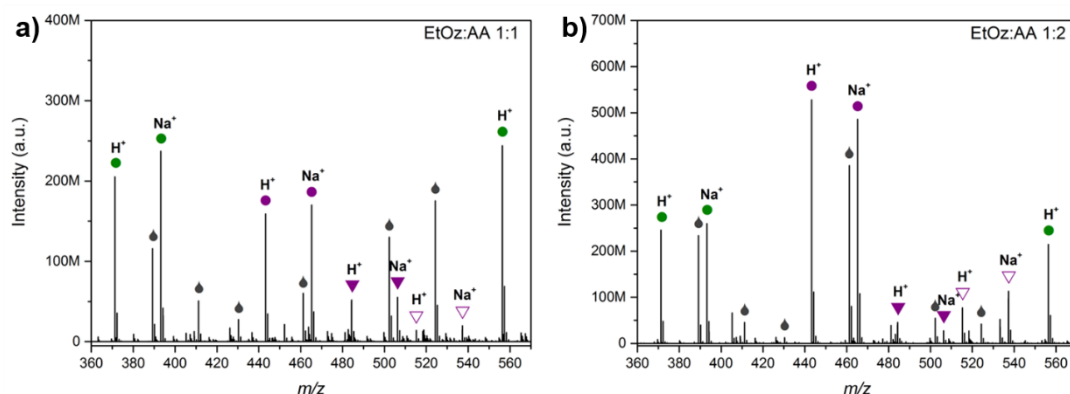 a)
EtOz:AA 1:1
400M
300M
200M
100M
0
Intensity (a.u.)
H⁺
Na⁺
H⁺
Na⁺
H⁺
Na⁺
H⁺
Na⁺
H⁺
360 380 400 420 440 460 480 500 520 540 560
m/z
b)
EtOz:AA 1:2
700M
600M
500M
400M
300M
200M
100M
0
Intensity (a.u.)
H⁺
Na⁺
H⁺
Na⁺
H⁺
Na⁺
H⁺
Na⁺
H⁺
360 380 400 420 440 460 480 500 520 540 560
m/z